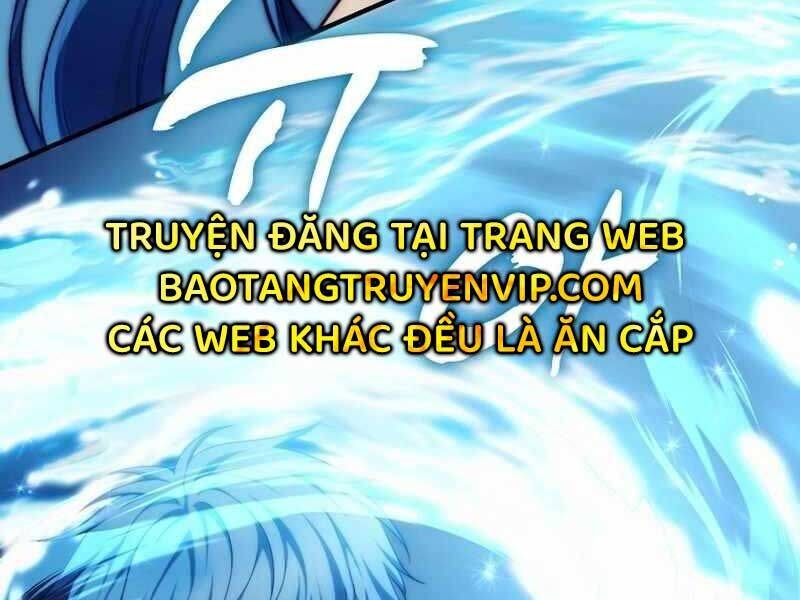 TRUYỆN ĐĂNG TẠI TRANG WEB
BAOTANGTRUYENVIP.COM
CÁC WEB KHÁC ĐỀU LÀ ĂN CẮP